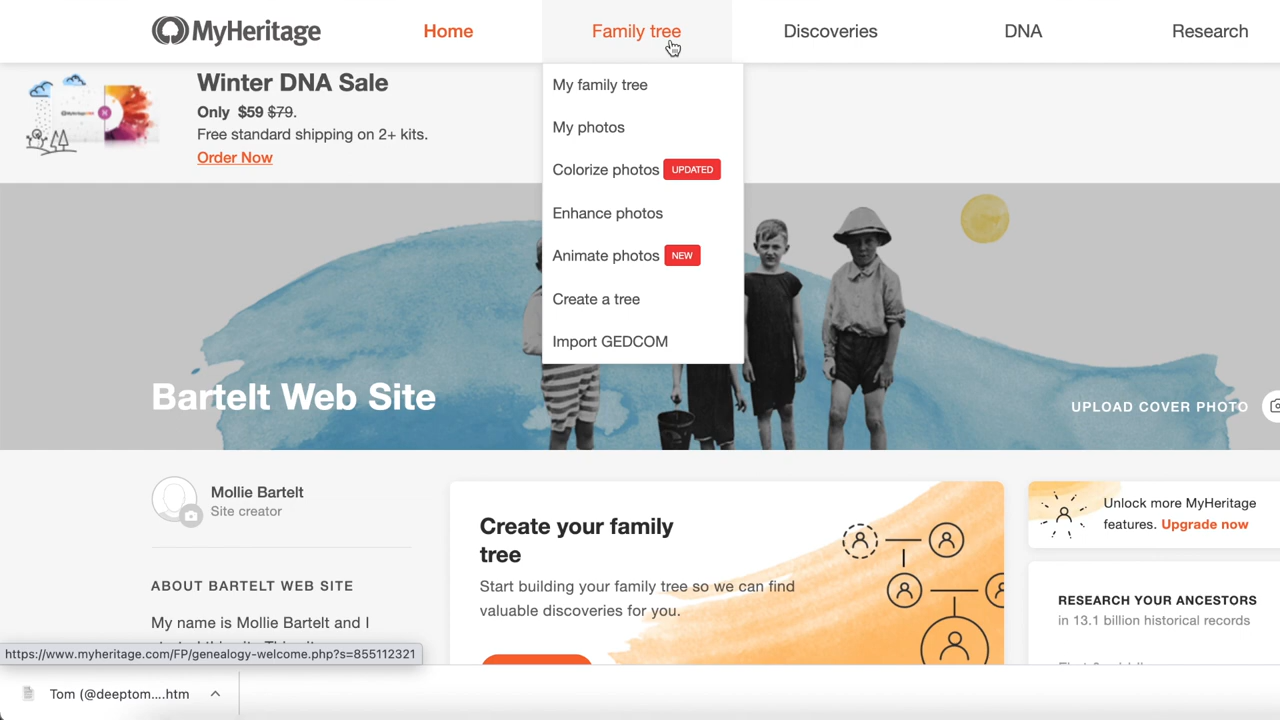 MyHeritage
Home
Family tree
Discoveries
DNA
Research
Winter DNA Sale
Only $59 $79.
Free standard shipping on 2+ kits.
Order Now
My family tree
My photos
Colorize photos UPDATED
Enhance photos
Animate photos NEW
Create a tree
Import GEDCOM
Bartelt Web Site
UPLOAD COVER PHOTO
Mollie Bartelt
Site creator
ABOUT BARTELT WEB SITE
My name is Mollie Bartelt and I
Create your family
tree
Start building your family tree so we can find
valuable discoveries for you.
Unlock more MyHeritage
features. Upgrade now
RESEARCH YOUR ANCESTORS
in 13.1 billion historical records
https://www.myheritage.com/FP/genealogy-welcome.php?s=855112321
Tom (@deeptom....htm